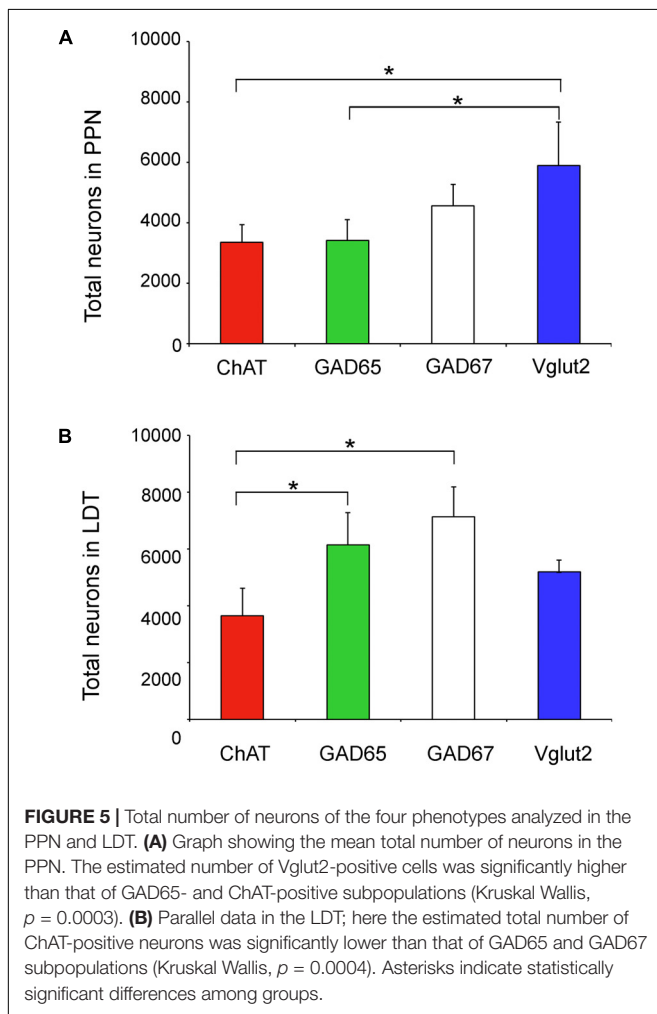 A
10000
8000
6000
4000
2000
0
Total neurons in PPN
*
*
ChAT GAD65 GAD67 Vglut2
B
10000
8000
6000
4000
2000
0
Total neurons in LDT
*
*
ChAT GAD65 GAD67 Vglut2
FIGURE 5 | Total number of neurons of the four phenotypes analyzed in the
PPN and LDT. (A) Graph showing the mean total number of neurons in the
PPN. The estimated number of Vglut2-positive cells was significantly higher
than that of GAD65- and ChAT-positive subpopulations (Kruskal Wallis,
p = 0.0003). (B) Parallel data in the LDT; here the estimated total number of
ChAT-positive neurons was significantly lower than that of GAD65 and GAD67
subpopulations (Kruskal Wallis, p = 0.0004). Asterisks indicate statistically
significant differences among groups.